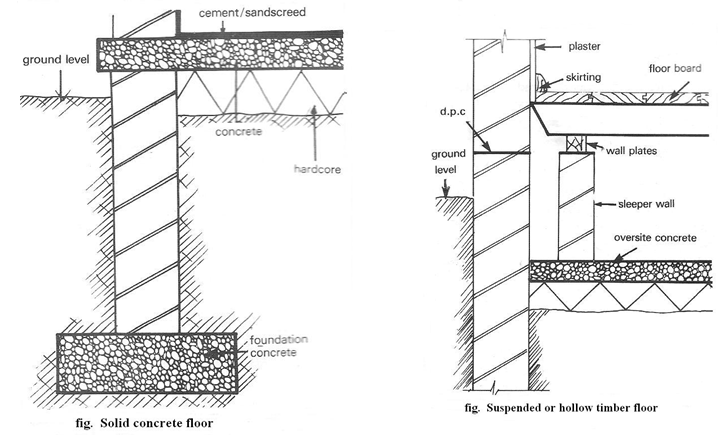 cement/sandscreed
ground level
concrete
hardcore
foundation
concrete
fig. Solid concrete floor
plaster
skirting
floor board
d.p.c
wall plates
ground
level
sleeper wall
oversite concrete
fig. Suspended or hollow timber floor